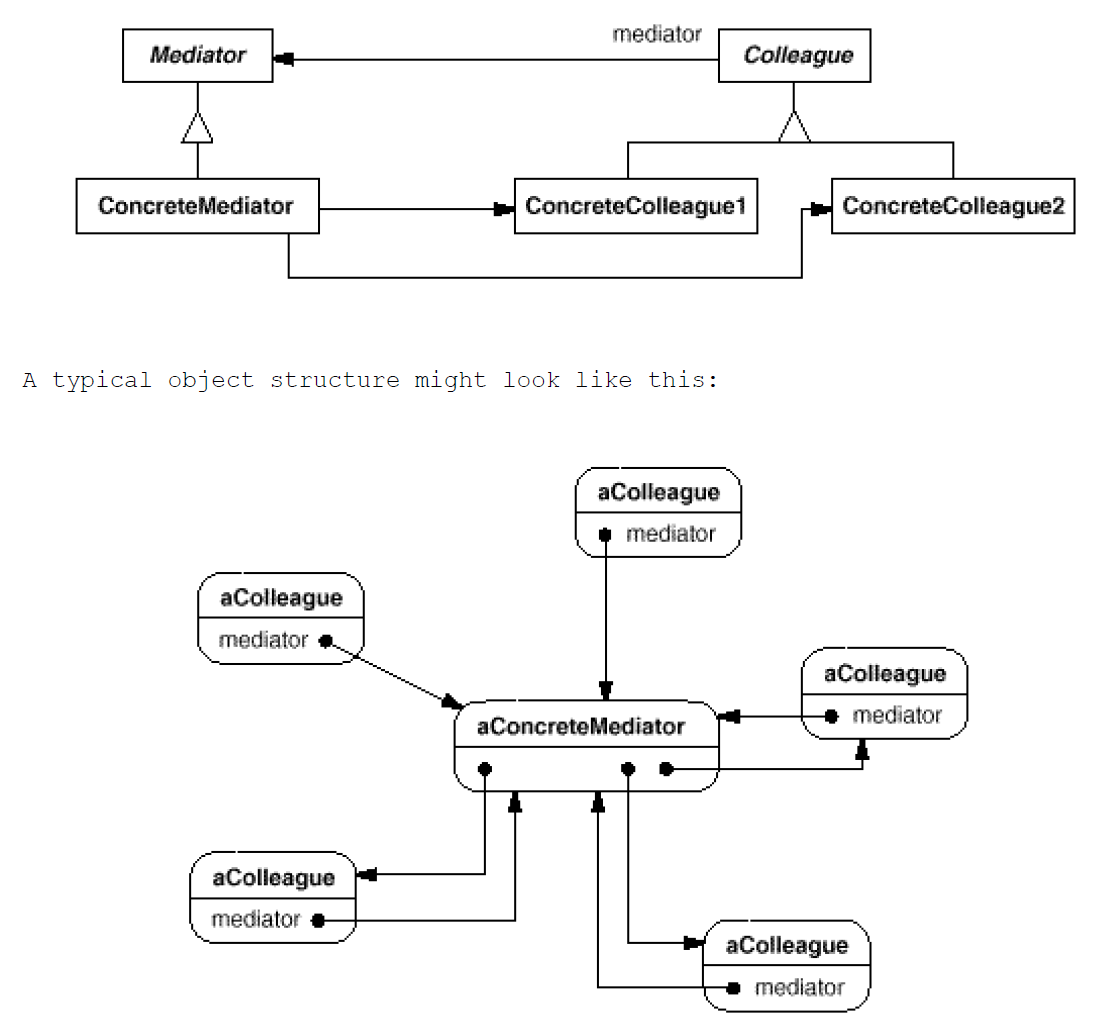 mediator
Mediator
Colleague
ConcreteMediator
ConcreteColleague1
ConcreteColleague2
A typical object structure might look like this:
aColleague
mediator
aColleague
mediator
aColleague
mediator
aConcreteMediator
aColleague
mediator
aColleague
mediator